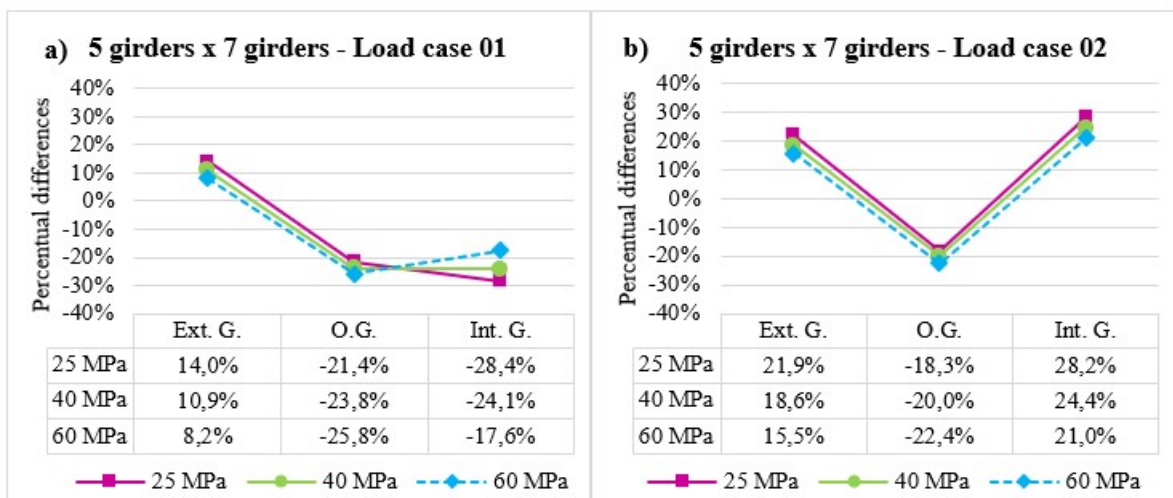 a) 5 girders x 7 girders - Load case 01
Percentual differences
40%
30%
20%
10%
0%
-10%
-20%
-30%
-40%
Ext. G. O.G. Int. G.
25 MPa 14,0% -21,4% -28,4%
40 MPa 10,9% -23,8% -24,1%
60 MPa 8,2% -25,8% -17,6%
25 MPa 40 MPa 60 MPa
b) 5 girders x 7 girders - Load case 02
Percentual differences
40%
30%
20%
10%
0%
-10%
-20%
-30%
-40%
Ext. G. O.G. Int. G.
25 MPa 21,9% -18,3% 28,2%
40 MPa 18,6% -20,0% 24,4%
60 MPa 15,5% -22,4% 21,0%
25 MPa 40 MPa 60 MPa